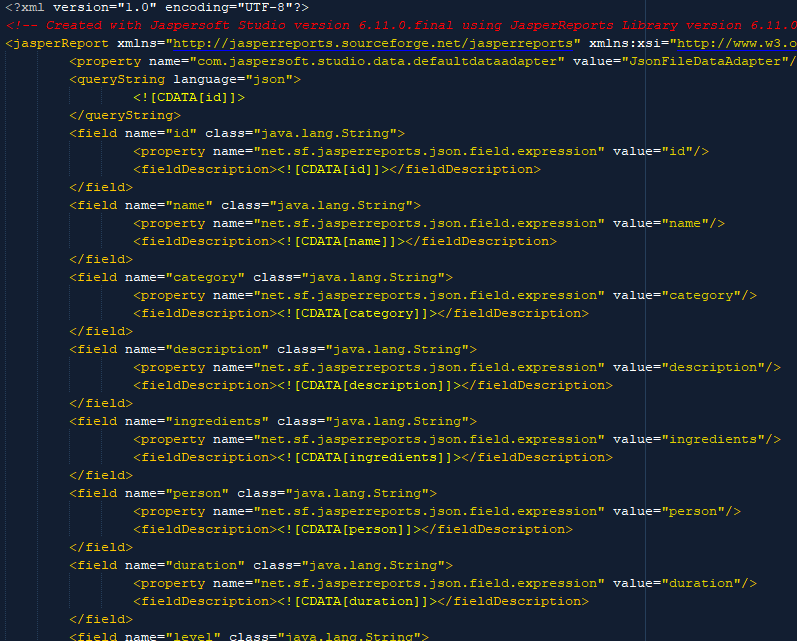 <?xml version="1.0" encoding="UTF-8"?>
<!-- Created with Jaspersoft Studio version 6.11.0.final using JasperReports Library version 6.11.0
<jasperReport xmlns="http://jasperreports.sourceforge.net/jasperreports" xmlns:xsi="http://www.w3.o
<property name="com.jaspersoft.studio.data.defaultdataadapter" value="JsonFileDataAdapter"/
<queryString language="json">
<![CDATA[id]]>
</queryString>
<field name="id" class="java.lang.String">
<property name="net.sf.jasperreports.json.field.expression" value="id"/>
<fieldDescription><![CDATA[id]]></fieldDescription>
</field>
<field name="name" class="java.lang.String">
<property name="net.sf.jasperreports.json.field.expression" value="name"/>
<fieldDescription><![CDATA[name]]></fieldDescription>
</field>
<field name="category" class="java.lang.String">
<property name="net.sf.jasperreports.json.field.expression" value="category"/>
<fieldDescription><![CDATA[category]]></fieldDescription>
</field>
<field name="description" class="java.lang.String">
<property name="net.sf.jasperreports.json.field.expression" value="description"/>
<fieldDescription><![CDATA[description]]></fieldDescription>
</field>
<field name="ingredients" class="java.lang.String">
<property name="net.sf.jasperreports.json.field.expression" value="ingredients"/>
<fieldDescription><![CDATA[ingredients]]></fieldDescription>
</field>
<field name="person" class="java.lang.String">
<property name="net.sf.jasperreports.json.field.expression" value="person"/>
<fieldDescription><![CDATA[person]]></fieldDescription>
</field>
<field name="duration" class="java.lang.String">
<property name="net.sf.jasperreports.json.field.expression" value="duration"/>
<fieldDescription><![CDATA[duration]]></fieldDescription>
</field>
<field name="level" class="java.lang.String">